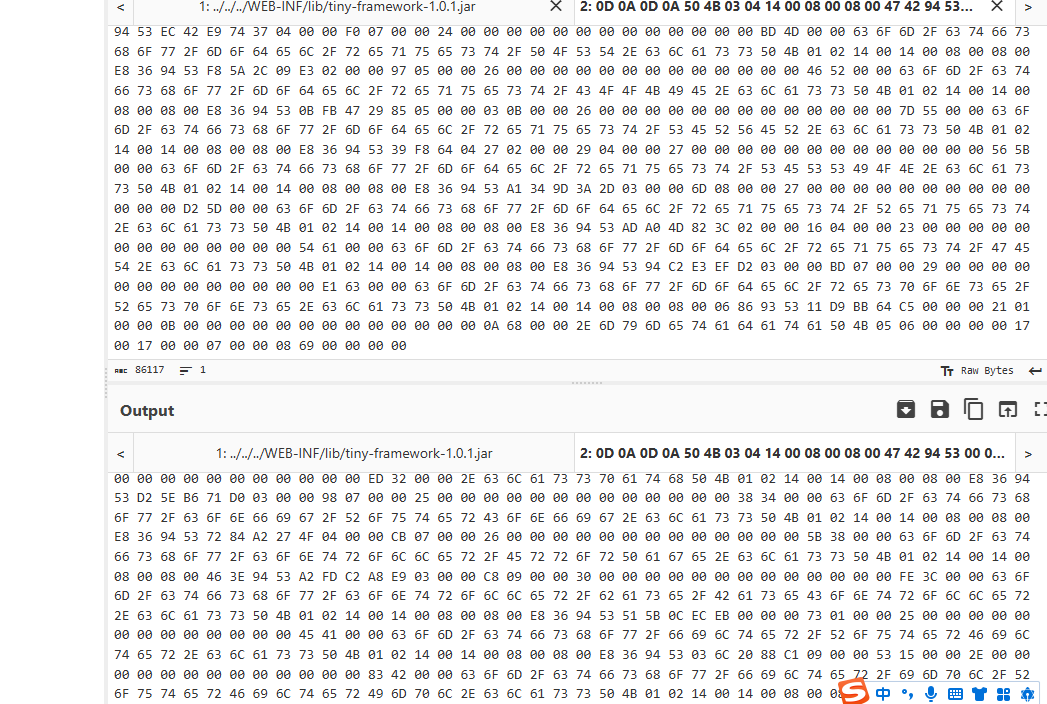 < 1: ../../../WEB-INF/lib/tiny-framework-1.0.1.jar × 2: 0D 0A 0D 0A 50 4B 03 04 14 00 08 00 08 00 47 42 94 53... × >
94 53 EC 42 E9 74 37 04 00 00 F0 07 00 00 24 00 00 00 00 00 00 00 00 00 00 00 00 00 BD 4D 00 00 63 6F 6D 2F 63 74 66 73
68 6F 77 2F 6D 6F 64 65 6C 2F 72 65 71 75 65 73 74 2F 50 4F 53 54 2E 63 6C 61 73 73 50 4B 01 02 14 00 14 00 08 00 08 00
E8 36 94 53 F8 5A 2C 09 E3 02 00 00 97 05 00 00 26 00 00 00 00 00 00 00 00 00 00 00 00 00 46 52 00 00 63 6F 6D 2F 63 74
66 73 68 6F 77 2F 6D 6F 64 65 6C 2F 72 65 71 75 65 73 74 2F 43 4F 4F 4B 49 45 2E 63 6C 61 73 73 50 4B 01 02 14 00 14 00
08 00 08 00 E8 36 94 53 0B FB 47 29 85 05 00 00 03 0B 00 00 26 00 00 00 00 00 00 00 00 00 00 00 00 00 7D 55 00 00 63 6F
6D 2F 63 74 66 73 68 6F 77 2F 6D 6F 64 65 6C 2F 72 65 71 75 65 73 74 2F 53 45 52 56 45 52 2E 63 6C 61 73 73 50 4B 01 02
14 00 14 00 08 00 08 00 E8 36 94 53 39 F8 64 04 27 02 00 00 29 04 00 00 27 00 00 00 00 00 00 00 00 00 00 00 00 00 56 5B
00 00 63 6F 6D 2F 63 74 66 73 68 6F 77 2F 6D 6F 64 65 6C 2F 72 65 71 75 65 73 74 2F 53 45 53 53 49 4F 4E 2E 63 6C 61 73
73 50 4B 01 02 14 00 14 00 08 00 08 00 E8 36 94 53 A1 34 9D 3A 2D 03 00 00 6D 08 00 00 27 00 00 00 00 00 00 00 00 00 00
00 00 00 D2 5D 00 00 63 6F 6D 2F 63 74 66 73 68 6F 77 2F 6D 6F 64 65 6C 2F 72 65 71 75 65 73 74 2F 52 65 71 75 65 73 74
2E 63 6C 61 73 73 50 4B 01 02 14 00 14 00 08 00 08 00 E8 36 94 53 AD A0 4D 82 3C 02 00 00 16 04 00 00 23 00 00 00 00 00
00 00 00 00 00 00 00 00 54 61 00 00 63 6F 6D 2F 63 74 66 73 68 6F 77 2F 6D 6F 64 65 6C 2F 72 65 71 75 65 73 74 2F 47 45
54 2E 63 6C 61 73 73 50 4B 01 02 14 00 14 00 08 00 08 00 E8 36 94 53 94 C2 E3 EF D2 03 00 00 BD 07 00 00 29 00 00 00 00
00 00 00 00 00 00 00 00 00 E1 63 00 00 63 6F 6D 2F 63 74 66 73 68 6F 77 2F 6D 6F 64 65 6C 2F 72 65 73 70 6F 6E 73 65 2F
52 65 73 70 6F 6E 73 65 2E 63 6C 61 73 73 50 4B 01 02 14 00 14 00 08 00 08 00 06 86 93 53 11 D9 BB 64 C5 00 00 00 21 01
00 00 0B 00 00 00 00 00 00 00 00 00 00 00 00 00 0A 68 00 00 2E 6D 79 6D 65 74 61 64 61 74 61 50 4B 05 06 00 00 00 00 17
00 17 00 00 07 00 00 08 69 00 00 00 00
ABC 86117 1 Tт Raw Bytes
Output
< 1: ../../../WEB-INF/lib/tiny-framework-1.0.1.jar 2: 0D 0A 0D 0A 50 4B 03 04 14 00 08 00 08 00 47 42 94 53 00 0... >
00 00 00 00 00 00 00 00 00 00 ED 32 00 00 2E 63 6C 61 73 73 70 61 74 68 50 4B 01 02 14 00 14 00 08 00 08 00 E8 36 94
53 D2 5E B6 71 D0 03 00 00 98 07 00 00 25 00 00 00 00 00 00 00 00 00 00 00 00 00 38 34 00 00 63 6F 6D 2F 63 74 66 73 68
6F 77 2F 63 6F 6E 66 69 67 2F 52 6F 75 74 65 72 43 6F 6E 66 69 67 2E 63 6C 61 73 73 50 4B 01 02 14 00 14 00 08 00 08 00
E8 36 94 53 72 84 A2 27 4F 04 00 00 CB 07 00 00 26 00 00 00 00 00 00 00 00 00 00 00 00 00 5B 38 00 00 63 6F 6D 2F 63 74
66 73 68 6F 77 2F 63 6F 6E 74 72 6F 6C 6C 65 72 2F 45 72 72 6F 72 50 61 67 65 2E 63 6C 61 73 73 50 4B 01 02 14 00 14 00
08 00 08 00 46 3E 94 53 A2 FD C2 A8 E9 03 00 00 C8 09 00 00 30 00 00 00 00 00 00 00 00 00 00 00 00 00 FE 3C 00 00 63 6F
6D 2F 63 74 66 73 68 6F 77 2F 63 6F 6E 74 72 6F 6C 6C 65 72 2F 62 61 73 65 2F 42 61 73 65 43 6F 6E 74 72 6F 6C 6C 65 72
2E 63 6C 61 73 73 50 4B 01 02 14 00 14 00 08 00 08 00 E8 36 94 53 51 5B 0C EC EB 00 00 00 73 01 00 00 25 00 00 00 00 00
00 00 00 00 00 00 00 00 45 41 00 00 63 6F 6D 2F 63 74 66 73 68 6F 77 2F 66 69 6C 74 65 72 2F 52 6F 75 74 65 72 46 69 6C
74 65 72 2E 63 6C 61 73 73 50 4B 01 02 14 00 14 00 08 00 08 00 E8 36 94 53 03 6C 20 88 C1 09 00 00 53 15 00 00 2E 00 00
00 00 00 00 00 00 00 00 00 00 00 00 83 42 00 00 63 6F 6D 2F 63 74 66 73 68 6F 77 2F 66 69 6C 74 65 72 2F 69 6D 70 6C 2F 52
6F 75 74 65 72 46 69 6C 74 65 72 49 6D 70 6C 2E 63 6C 61 73 73 50 4B 01 02 14 00 14 00 08 00 中